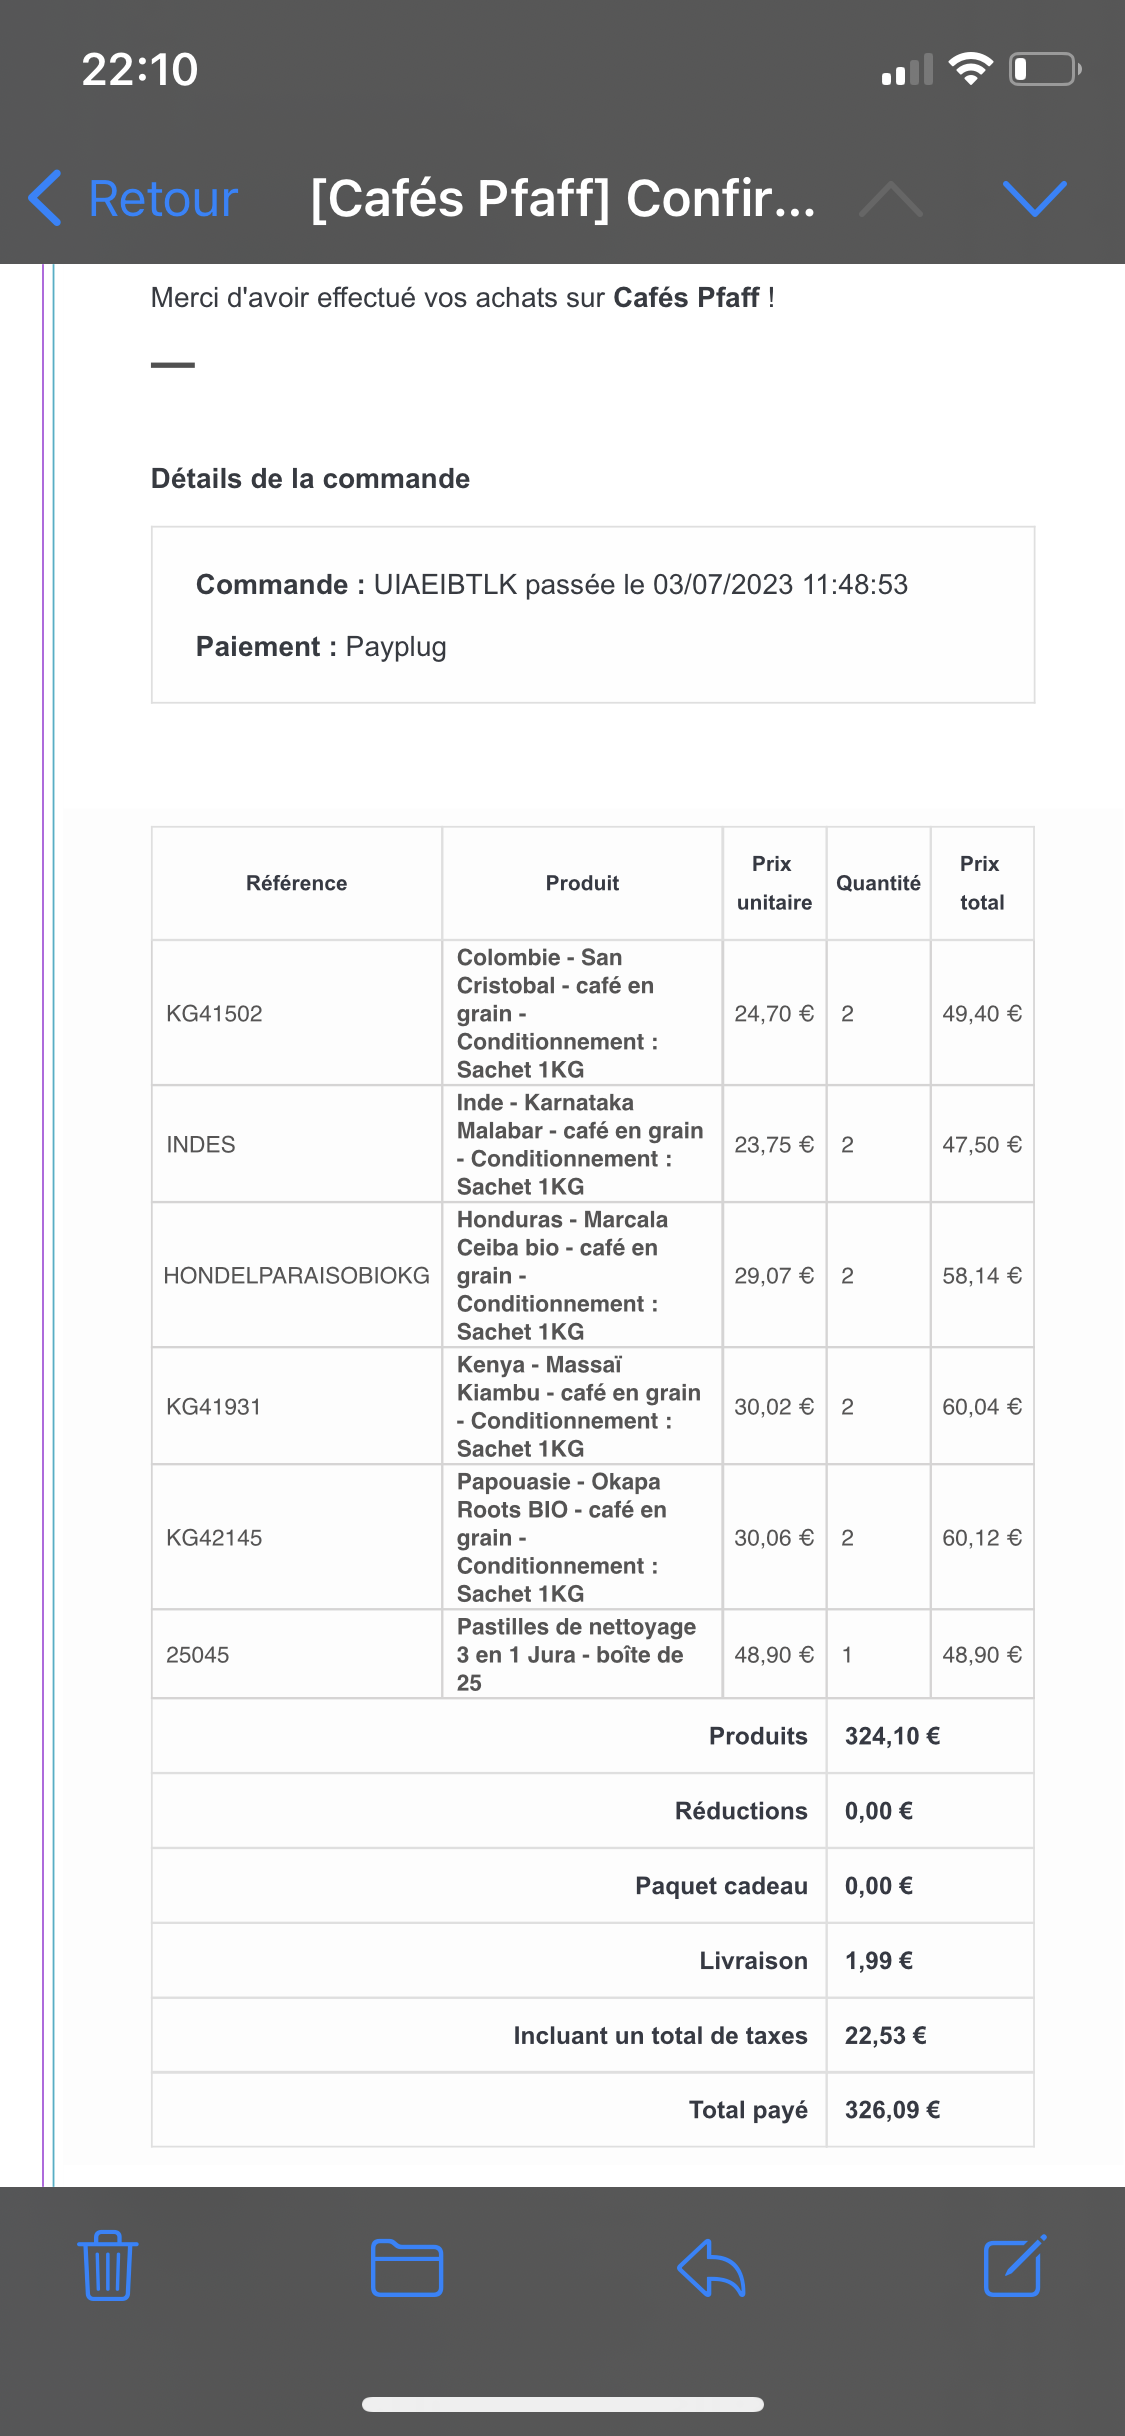 22:10
Retour
[Cafés Pfaff] Confir...
Merci d'avoir effectué vos achats sur Cafés Pfaff !
Détails de la commande
Commande : UIAEIBTLK passée le 03/07/2023 11:48:53
Paiement : Payplug
Référence
Produit
Prix
unitaire
Quantité
Prix
total
KG41502
Colombie - San
Cristobal - café en
grain -
Conditionnement :
Sachet 1KG
24,70 €
2
49,40 €
INDES
Inde - Karnataka
Malabar - café en grain
- Conditionnement :
Sachet 1KG
23,75 €
2
47,50 €
HONDELPARAISOBIOKG
Honduras - Marcala
Ceiba bio - café en
grain -
Conditionnement :
Sachet 1KG
29,07 €
2
58,14 €
KG41931
Kenya - Massaï
Kiambu - café en grain
- Conditionnement :
Sachet 1KG
30,02 €
2
60,04 €
KG42145
Papouasie - Okapa
Roots BIO - café en
grain -
Conditionnement :
Sachet 1KG
30,06 €
2
60,12 €
25045
Pastilles de nettoyage
3 en 1 Jura - boîte de
25
48,90 €
1
48,90 €
Produits 324,10 €
Réductions 0,00 €
Paquet cadeau 0,00 €
Livraison 1,99 €
Incluant un total de taxes 22,53 €
Total payé 326,09 €